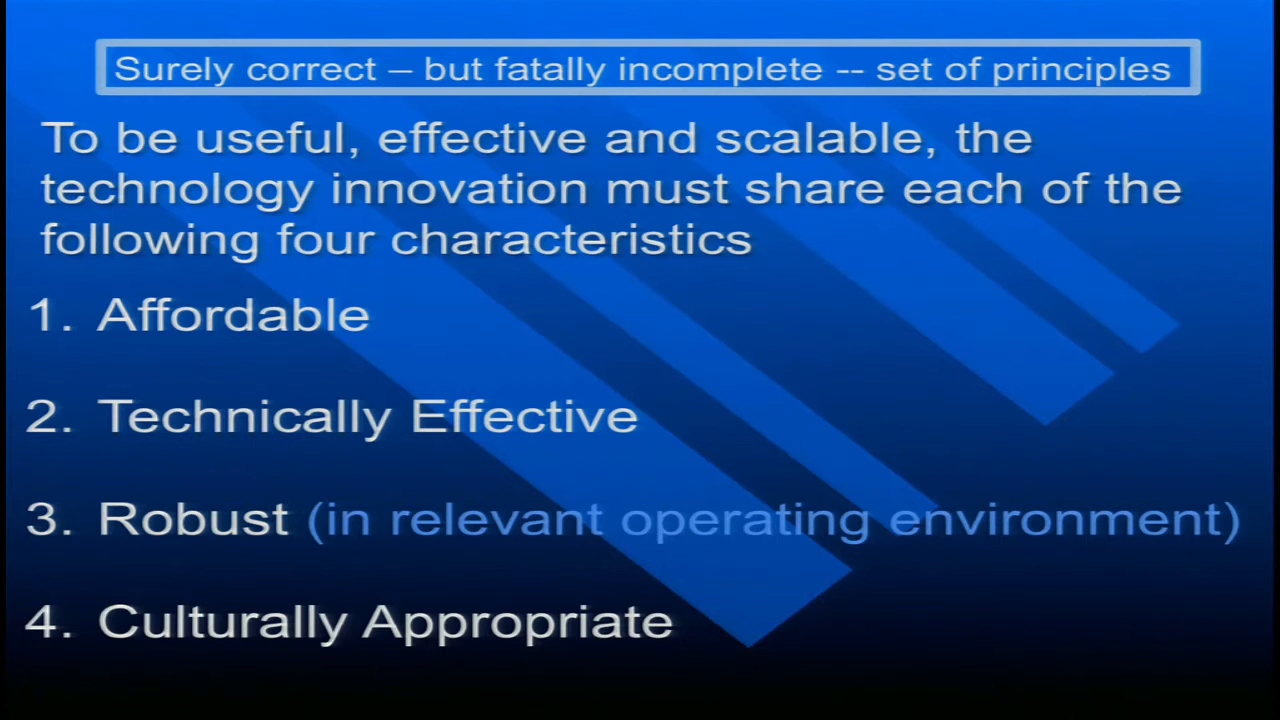 Surely correct – but fatally incomplete -- set of principles
To be useful, effective and scalable, the
technology innovation must share each of the
following four characteristics
1. Affordable
2. Technically Effective
3. Robust (in relevant operating environment)
4. Culturally Appropriate